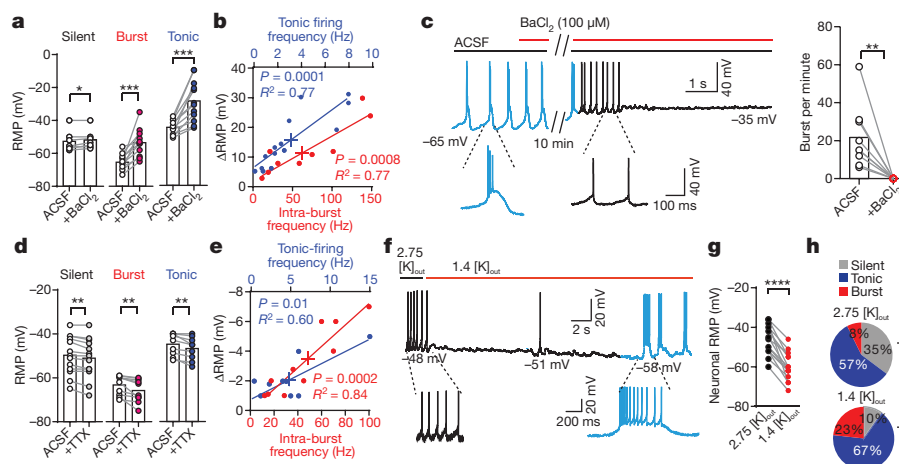 a
Silent Burst Tonic
* *** ***
RMP (mV)
0
−20
−40
−60
−80
ACSF
+BaCl2
ACSF
+BaCl2
ACSF
+BaCl2
b
Tonic firing
frequency (Hz)
0 2 4 6 8 10
P = 0.0001
R2 = 0.77
ΔRMP (mV)
40
30
20
10
0
P = 0.0008
R2 = 0.77
0 50 100 150
Intra-burst
frequency (Hz)
c
BaCl2 (100 μM)
ACSF
1 s
40 mV
−65 mV
10 min
−35 mV
100 ms
40 mV
Burst per minute
80
60
40
20
0
**
ACSF
+BaCl2
d
Silent Burst Tonic
** ** **
RMP (mV)
−20
−40
−60
−80
ACSF
+TTX
ACSF
+TTX
ACSF
+TTX
e
Tonic-firing
frequency (Hz)
0 5 10 15
P = 0.01
R2 = 0.60
ΔRMP (mV)
−8
−6
−4
−2
0
P = 0.0002
R2 = 0.84
0 20 40 60 80 100
Intra-burst
frequency (Hz)
f
2.75
[K]out
1.4 [K]out
2 s
20 mV
−48 mV
−51 mV
−58 mV
200 ms
20 mV
g
****
Neuronal RMP (mV)
−20
−40
−60
−80
2.75 [K]out
1.4 [K]out
h
Silent
Tonic
Burst
2.75 [K]out
8%
35%
57%
1.4 [K]out
10%
23%
67%